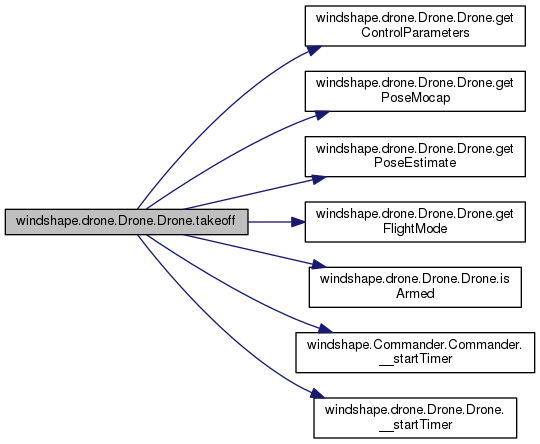 windshape.drone.Drone.Drone.get
ControlParameters
windshape.drone.Drone.Drone.get
PoseMocap
windshape.drone.Drone.Drone.get
PoseEstimate
windshape.drone.Drone.Drone.takeoff
windshape.drone.Drone.Drone.get
FlightMode
windshape.drone.Drone.Drone.is
Armed
windshape.Commander.Commander.
__startTimer
windshape.drone.Drone.Drone.
__startTimer